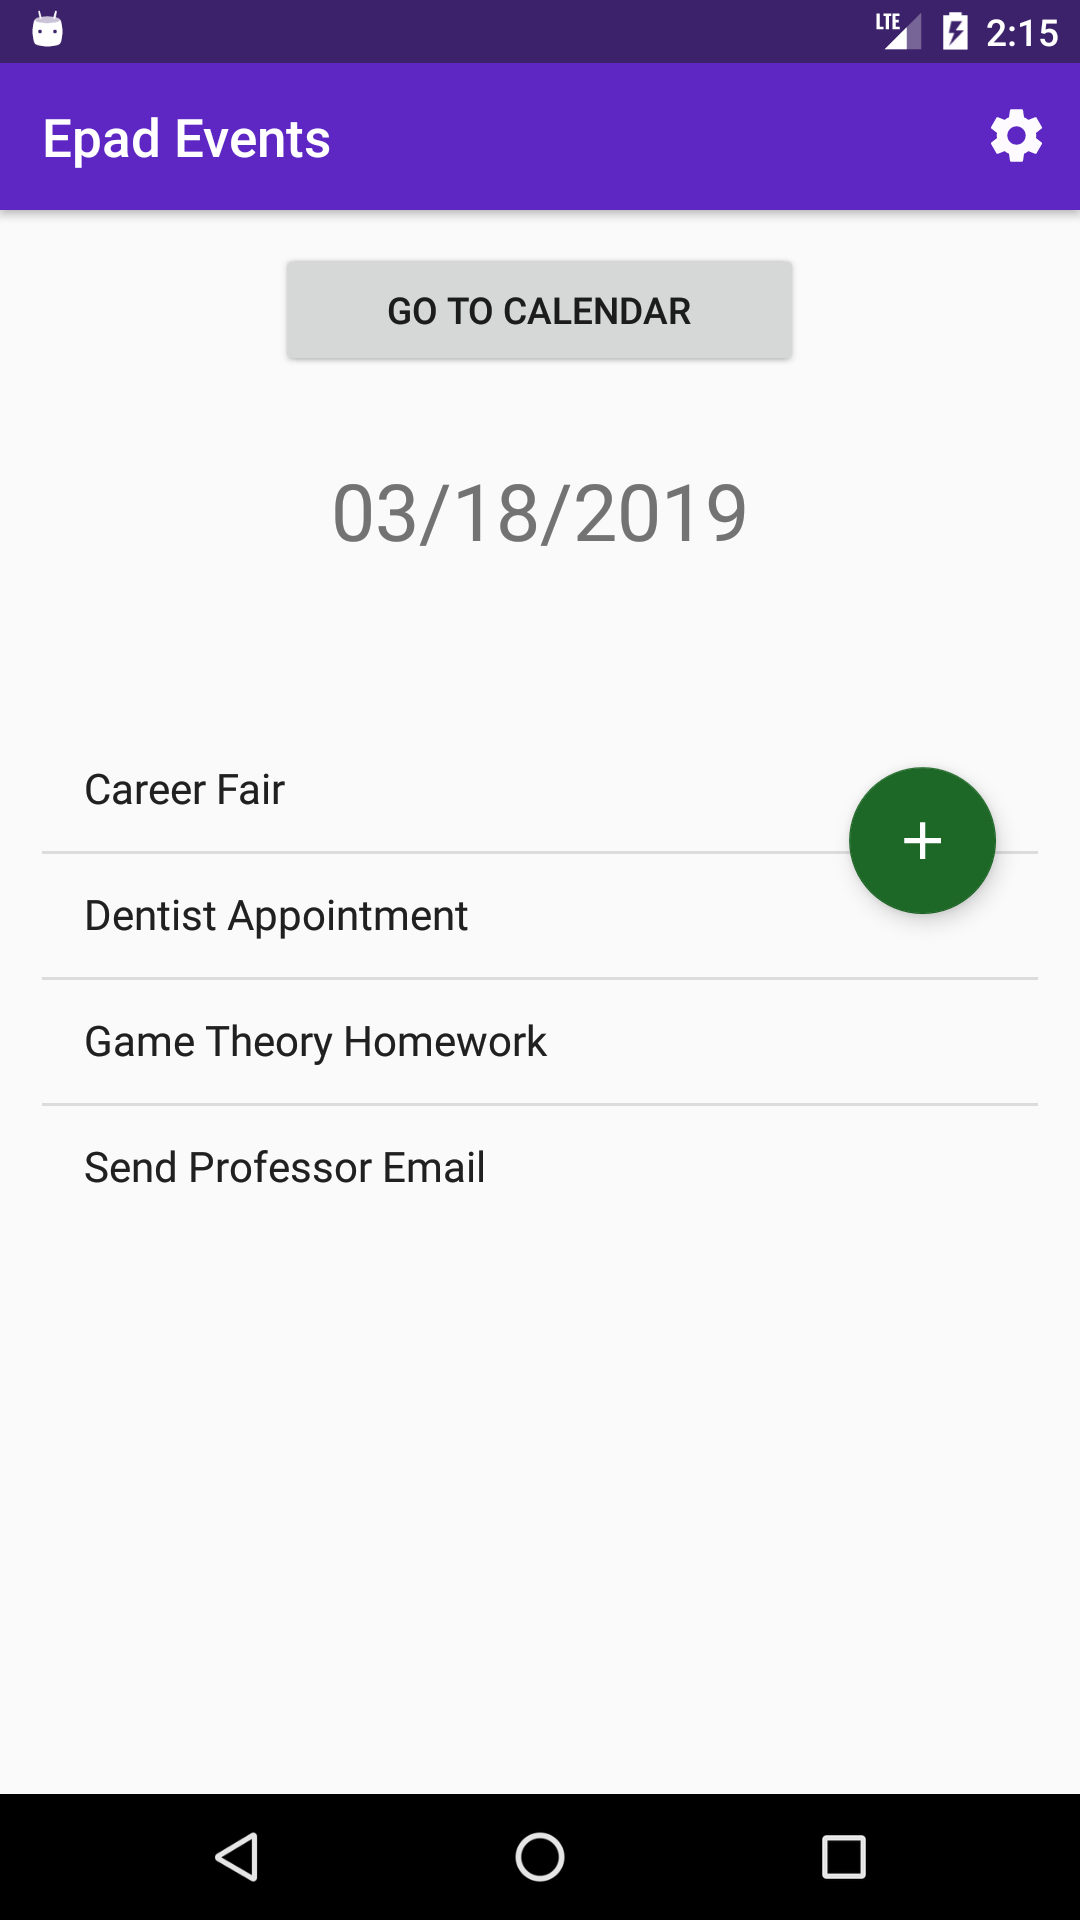 LTE 2:15
Epad Events
GO TO CALENDAR
03/18/2019
Career Fair
Dentist Appointment
Game Theory Homework
Send Professor Email